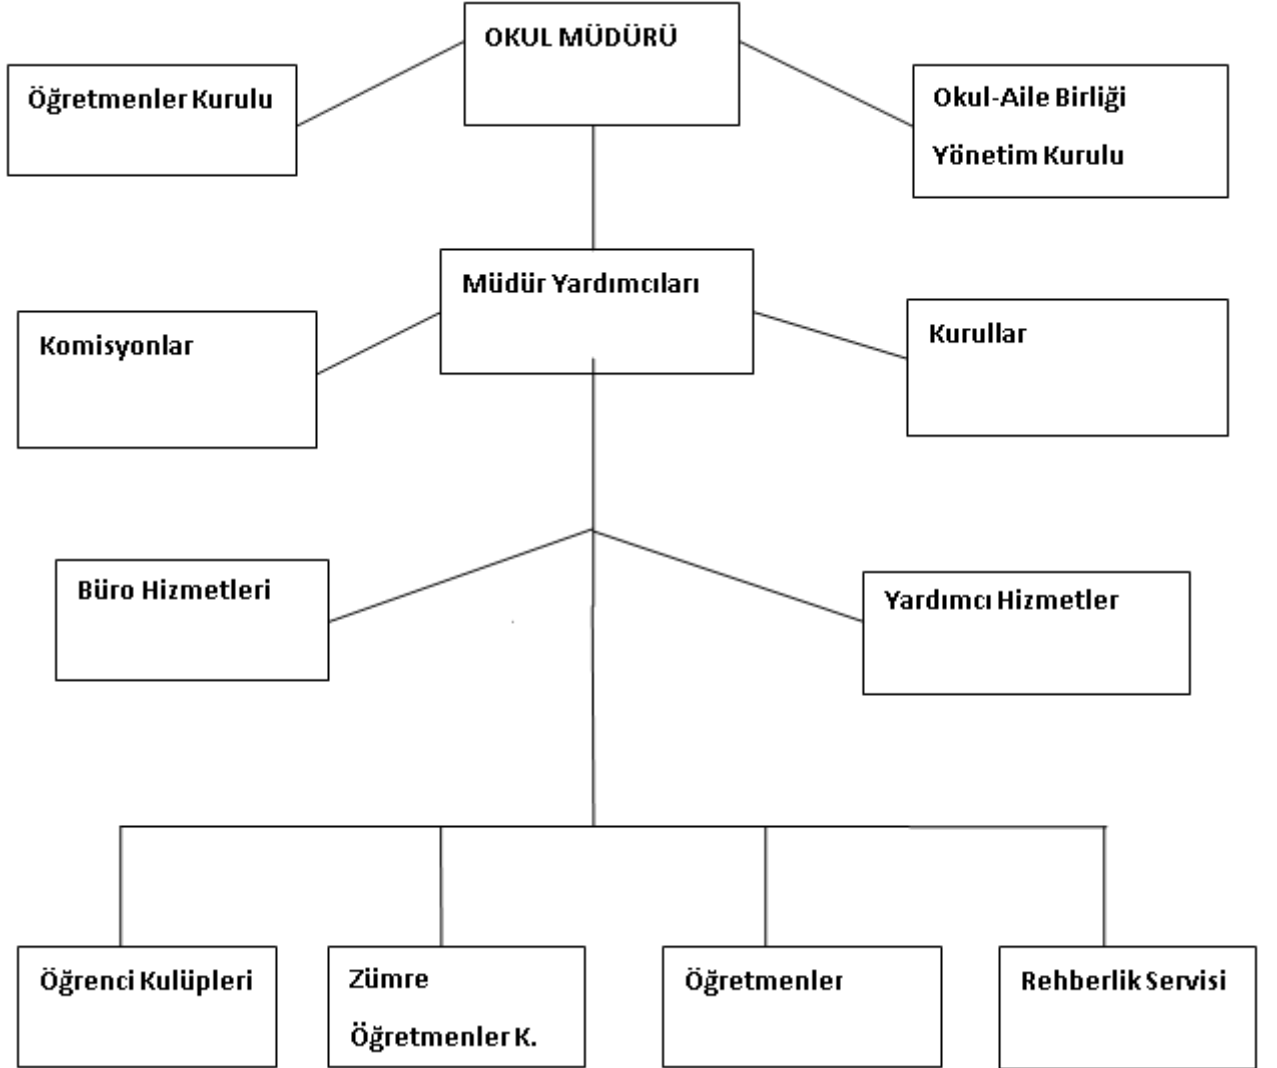 OKUL MÜDÜRÜ
Öğretmenler Kurulu
Okul-Aile Birliği
Yönetim Kurulu
Müdür Yardımcıları
Komisyonlar
Kurullar
Büro Hizmetleri
Yardımcı Hizmetler
Öğrenci Kulüpleri
Zümre
Öğretmenler K.
Öğretmenler
Rehberlik Servisi